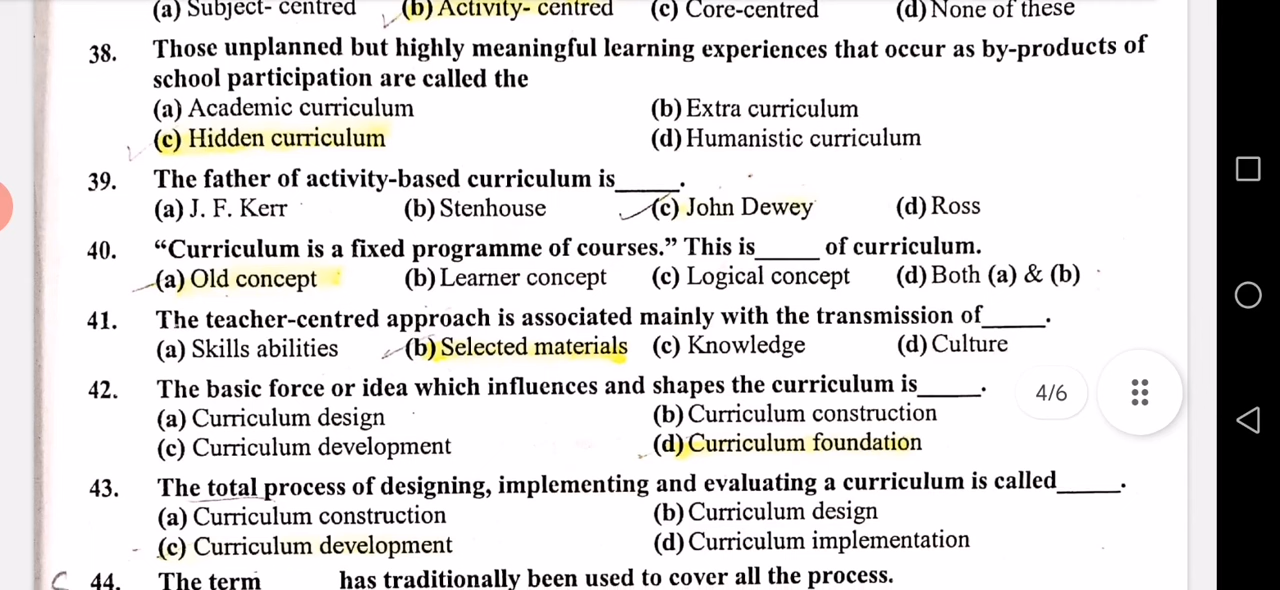 (a) Subject- centred (b) Activity- centred (c) Core-centred (d) None of these
38. Those unplanned but highly meaningful learning experiences that occur as by-products of
school participation are called the
(a) Academic curriculum (b) Extra curriculum
(c) Hidden curriculum (d) Humanistic curriculum
39. The father of activity-based curriculum is_____.
(a) J. F. Kerr (b) Stenhouse (c) John Dewey (d) Ross
40. “Curriculum is a fixed programme of courses.” This is_____ of curriculum.
(a) Old concept (b) Learner concept (c) Logical concept (d) Both (a) & (b)
41. The teacher-centred approach is associated mainly with the transmission of_____.
(a) Skills abilities (b) Selected materials (c) Knowledge (d) Culture
42. The basic force or idea which influences and shapes the curriculum is_____.
4/6
(a) Curriculum design (b) Curriculum construction
(c) Curriculum development (d) Curriculum foundation
43. The total process of designing, implementing and evaluating a curriculum is called_____.
(a) Curriculum construction (b) Curriculum design
(c) Curriculum development (d) Curriculum implementation
44. The term has traditionally been used to cover all the process.